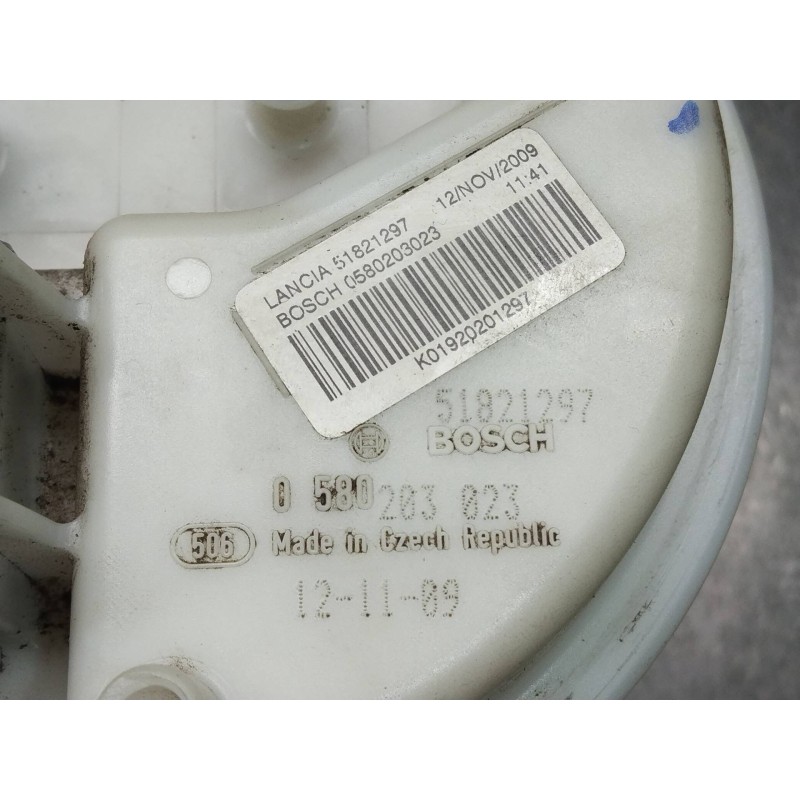 LANCIA 51821297 12/NOV/2009
BOSCH 0580203023 11:41
K01920201297
51821297
BOSCH
0 580 203 023
506 Made in Czech Republic
12-11-09